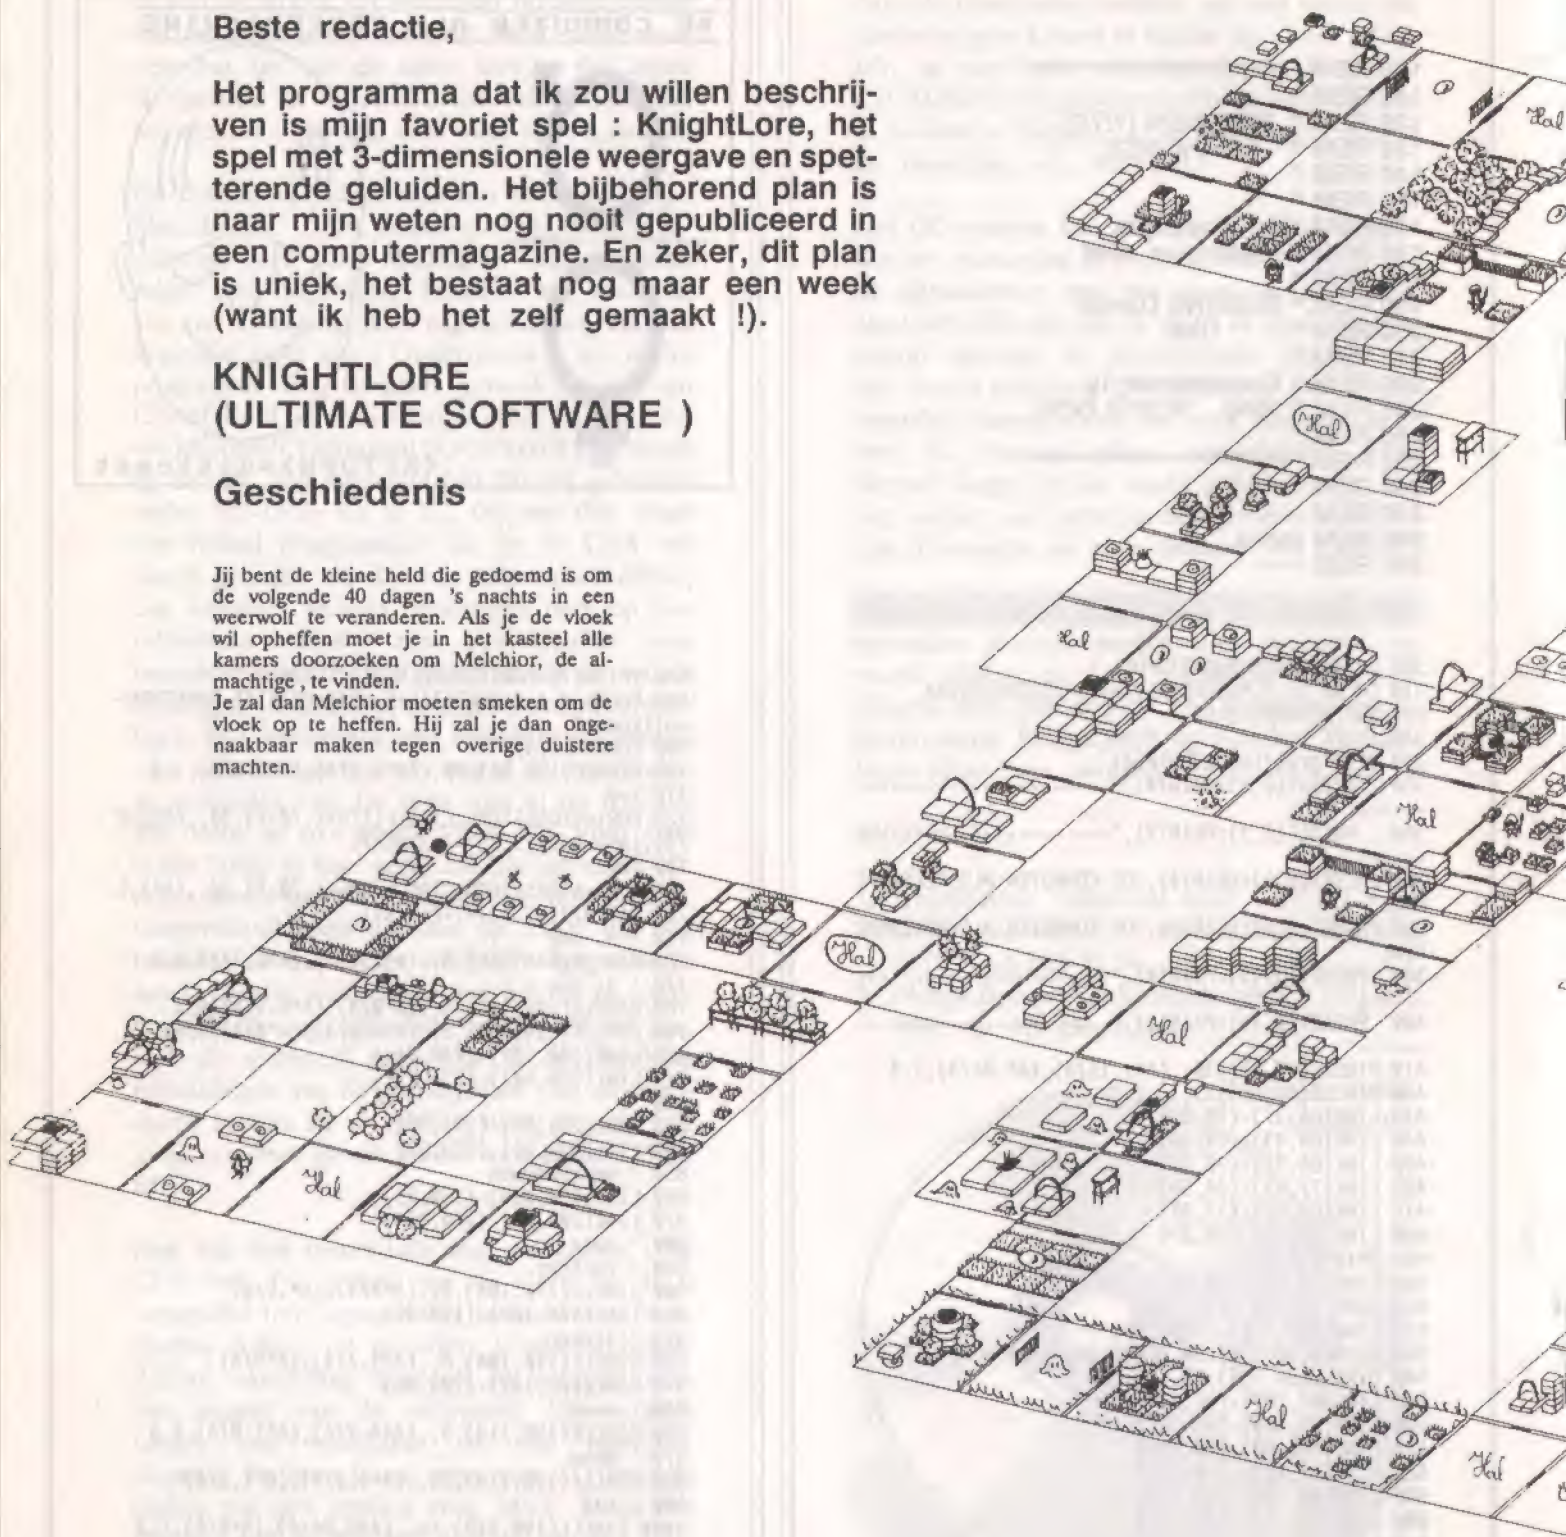 Beste redactie,
Het programma dat ik zou willen beschrij-
ven is mijn favoriet spel : KnightLore, het
spel met 3-dimensionele weergave en spet-
terende geluiden. Het bijbehorend plan is
naar mijn weten nog nooit gepubliceerd in
een computermagazine. En zeker, dit plan
is uniek, het bestaat nog maar een week
(want ik heb het zelf gemaakt !).
KNIGHTLORE
(ULTIMATE SOFTWARE )
Geschiedenis
Jij bent de kleine held die gedoemd is om
de volgende 40 dagen 's nachts in een
weerwolf te veranderen. Als je de vloek
wil opheffen moet je in het kasteel alle
kamers doorzoeken om Melchior, de al-
machtige , te vinden.
Je zal dan Melchior moeten smeken om de
vloek op te heffen. Hij zal je dan onge-
naakbaar maken tegen overige duistere
machten.
Hal
Hal
Hal
Hal
Hal
Hal
Hal
Hal
Hal